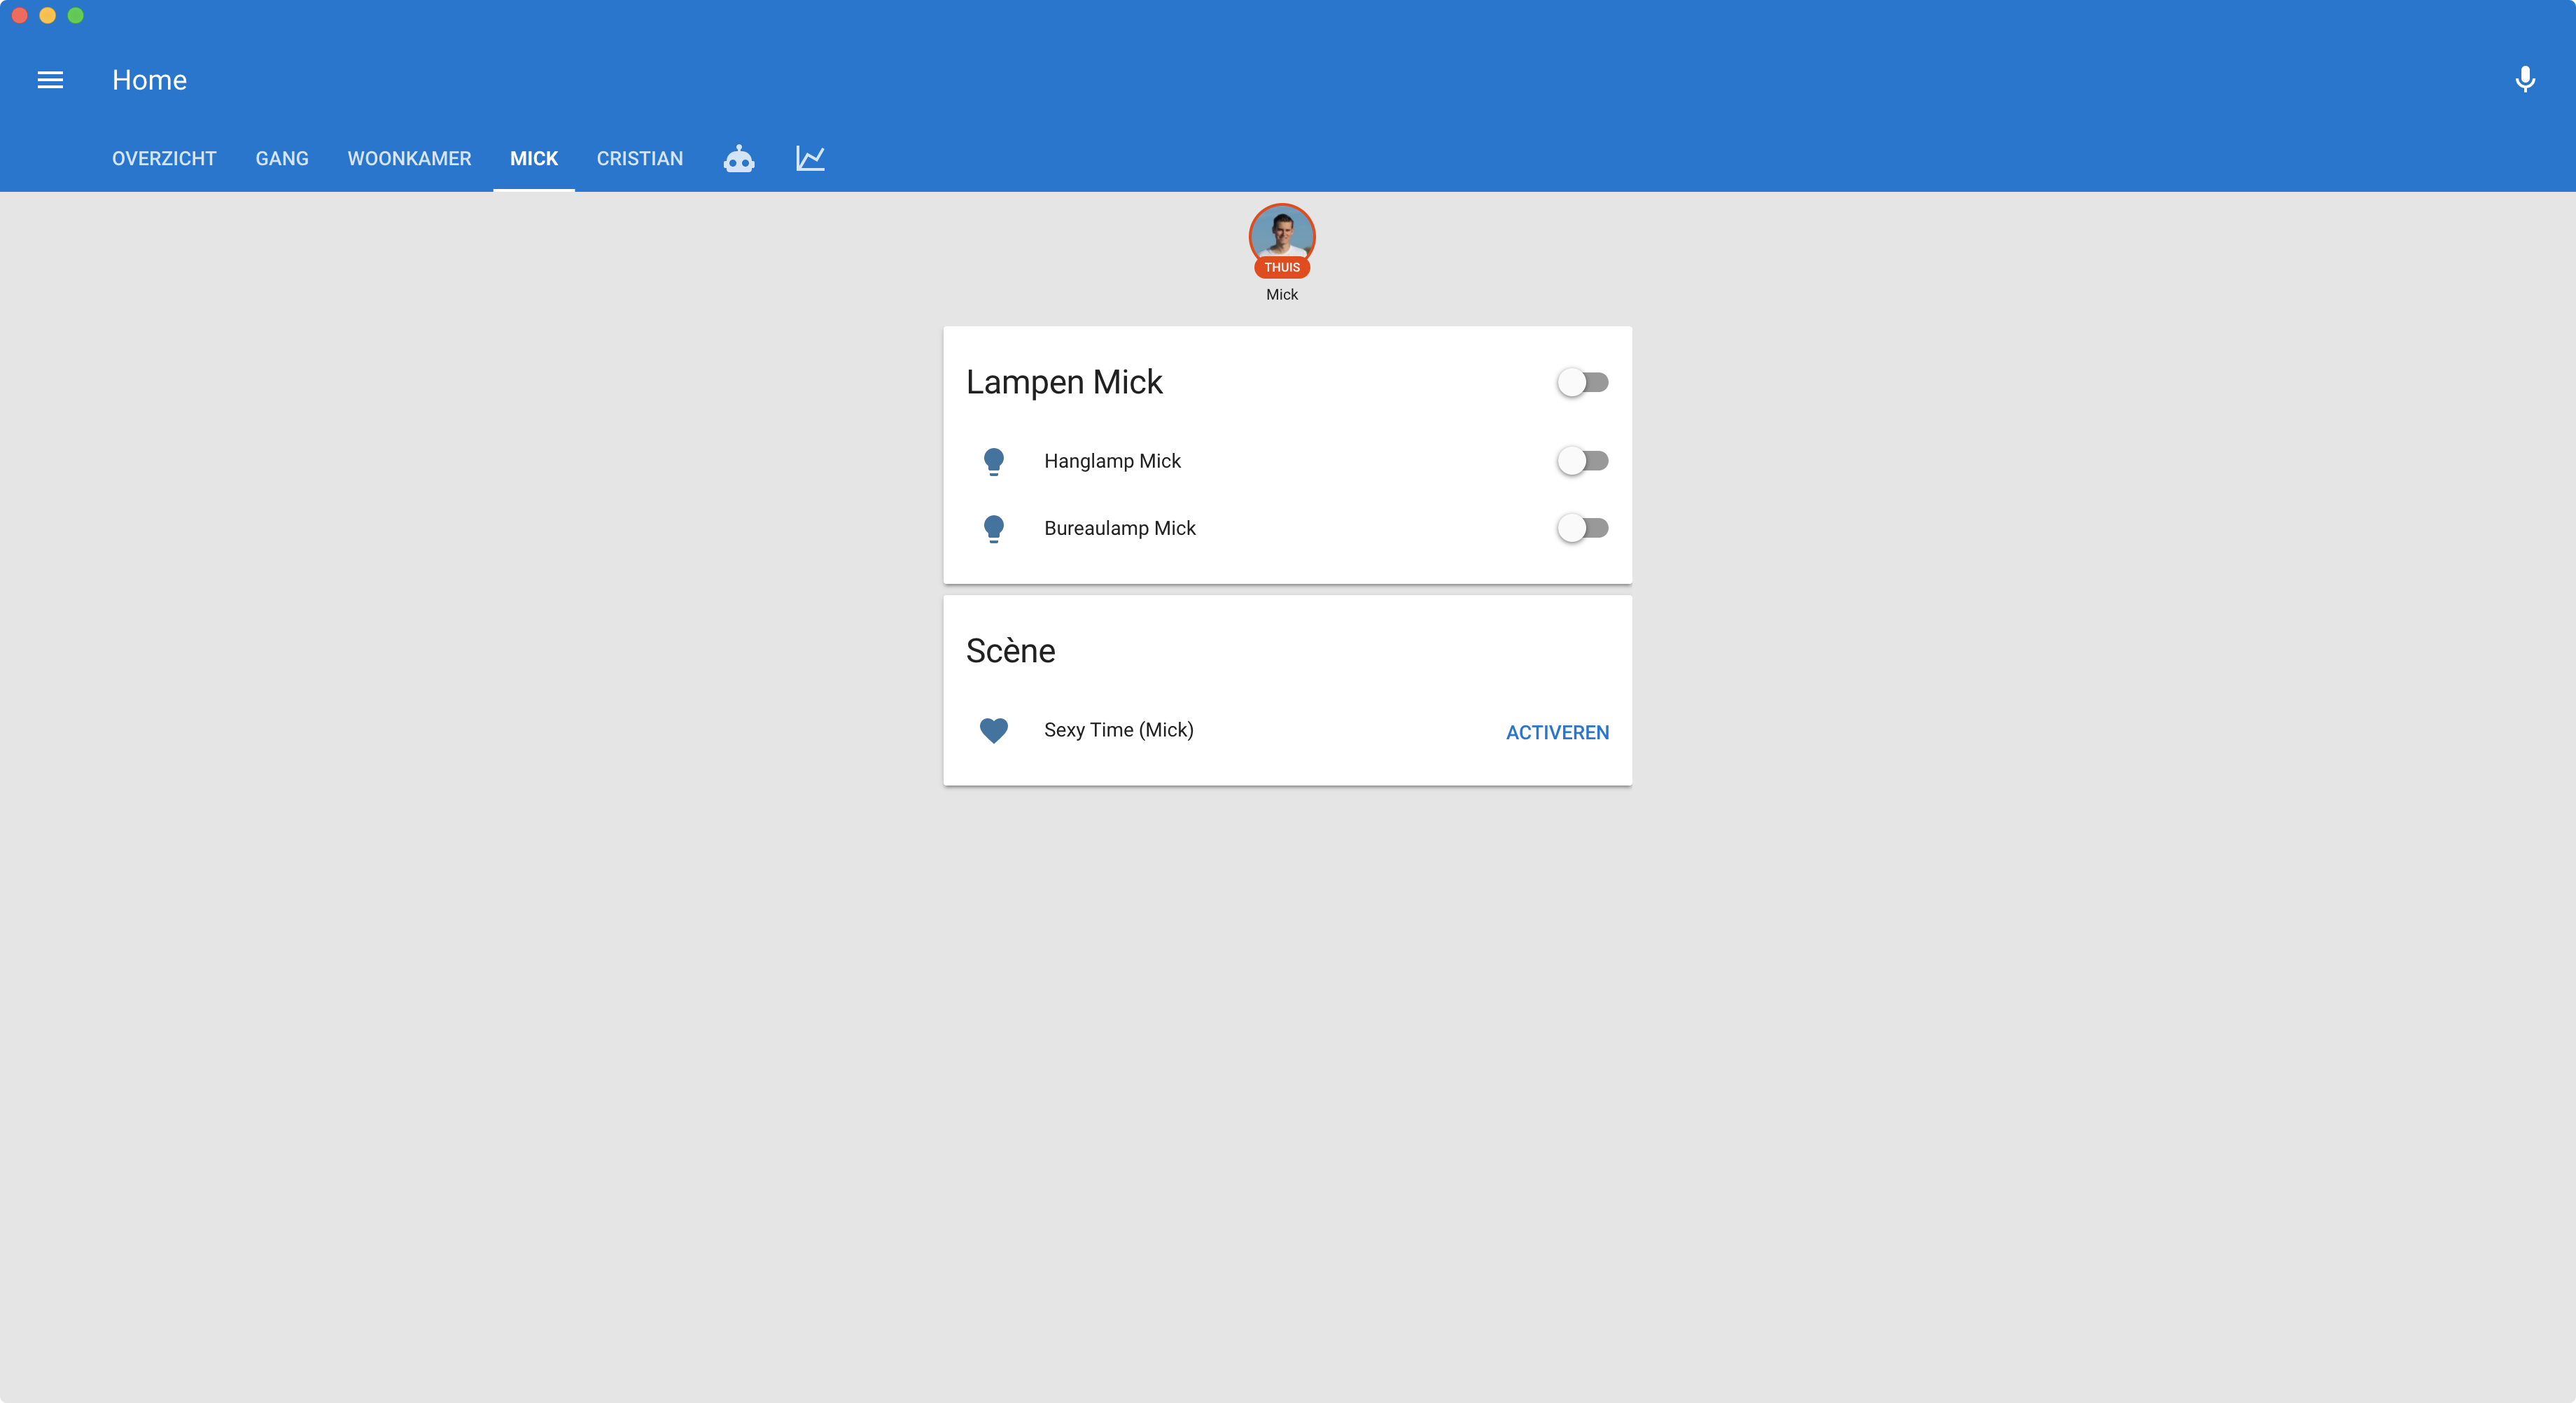 Home
OVERZICHT GANG WOONKAMER MICK CRISTIAN
THUIS
Mick
Lampen Mick
Hanglamp Mick
Bureaulamp Mick
Scène
Sexy Time (Mick) ACTIVEREN